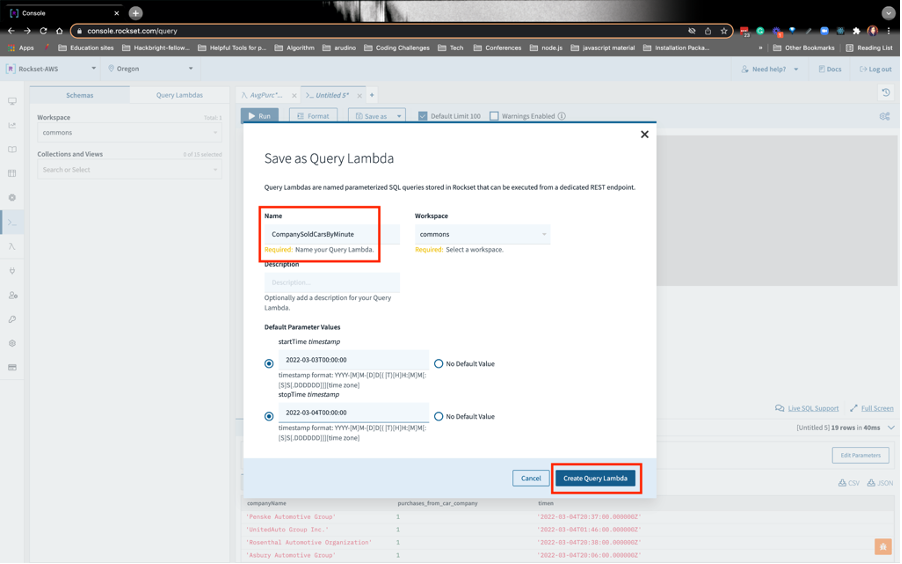 Console
console.rockset.com/query
Apps
Education sites
Hackbright-fellow...
Helpful Tools for p...
Algorithm
arudino
Coding Challenges
Tech
Conferences
node.js
javascript material
Installation Packa...
»
Other Bookmarks
Reading List
Rockset-AWS
Oregon
Need help?
Docs
Log out
Schemas
Query Lambdas
AvgPurc...*
Untitled 5*
Workspace
Total: 1
commons
Collections and Views
0 of 15 selected
Search or Select
Run
Format
Save as
Default Limit 100
Warnings Enabled
Save as Query Lambda
Query Lambdas are named parameterized SQL queries stored in Rockset that can be executed from a dedicated REST endpoint.
Name
Workspace
CompanySoldCarsByMinute
commons
Required: Name your Query Lambda.
Required: Select a workspace.
Description
Description...
Optionally add a description for your Query
Lambda.
Default Parameter Values
startTime timestamp
2022-03-03T00:00:00
No Default Value
timestamp format: YYYY-[M]M-[D]D[( |T)[H]H:[M]M[:
[S]S[.DDDDDD]]][time zone]
stopTime timestamp
2022-03-04T00:00:00
No Default Value
timestamp format: YYYY-[M]M-[D]D[( |T)[H]H:[M]M[:
[S]S[.DDDDDD]]][time zone]
Cancel
Create Query Lambda
Live SQL Support
Full Screen
[Untitled 5] 19 rows in 40ms
Edit Parameters
CSV
JSON
companyName
purchases_from_car_company
times
'Penske Automotive Group'
1
'2022-03-04T20:37:00.000000Z'
'UnitedAuto Group Inc.'
1
'2022-03-04T01:46:00.000000Z'
'Rosenthal Automotive Organization'
1
'2022-03-04T20:38:00.000000Z'
'Asbury Automotive Group'
1
'2022-03-04T20:06:00.000000Z'